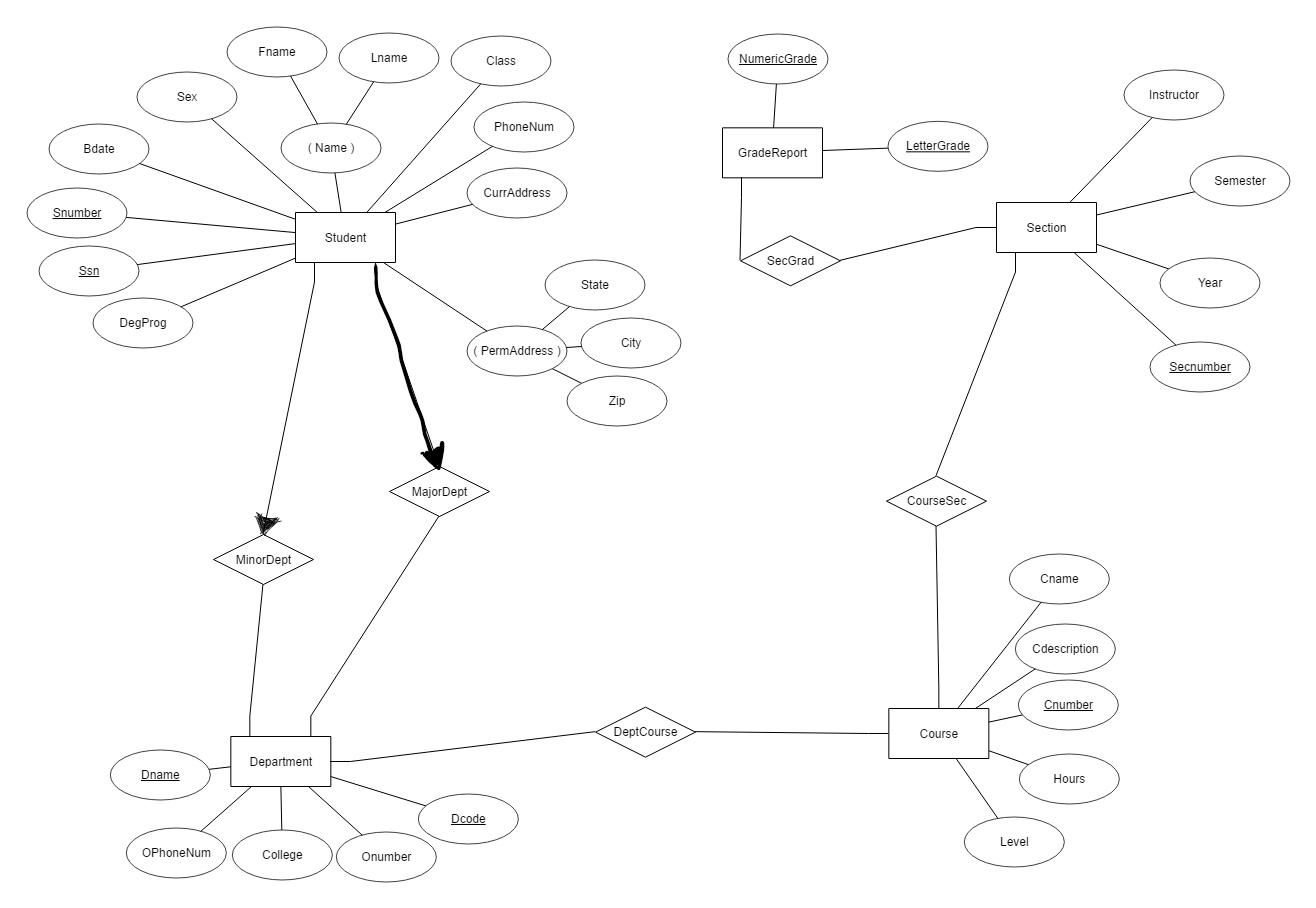 Fname
Lname
Class
NumericGrade
Sex
Instructor
PhoneNum
Bdate
( Name )
GradeReport
LetterGrade
Semester
CurrAddress
Snumber
Student
Section
Ssn
SecGrad
State
Year
DegProg
( PermAddress )
City
Secnumber
Zip
MajorDept
CourseSec
MinorDept
Cname
Cdescription
Cnumber
DeptCourse
Course
Department
Dname
Hours
Dcode
Level
OPhoneNum
College
Onumber